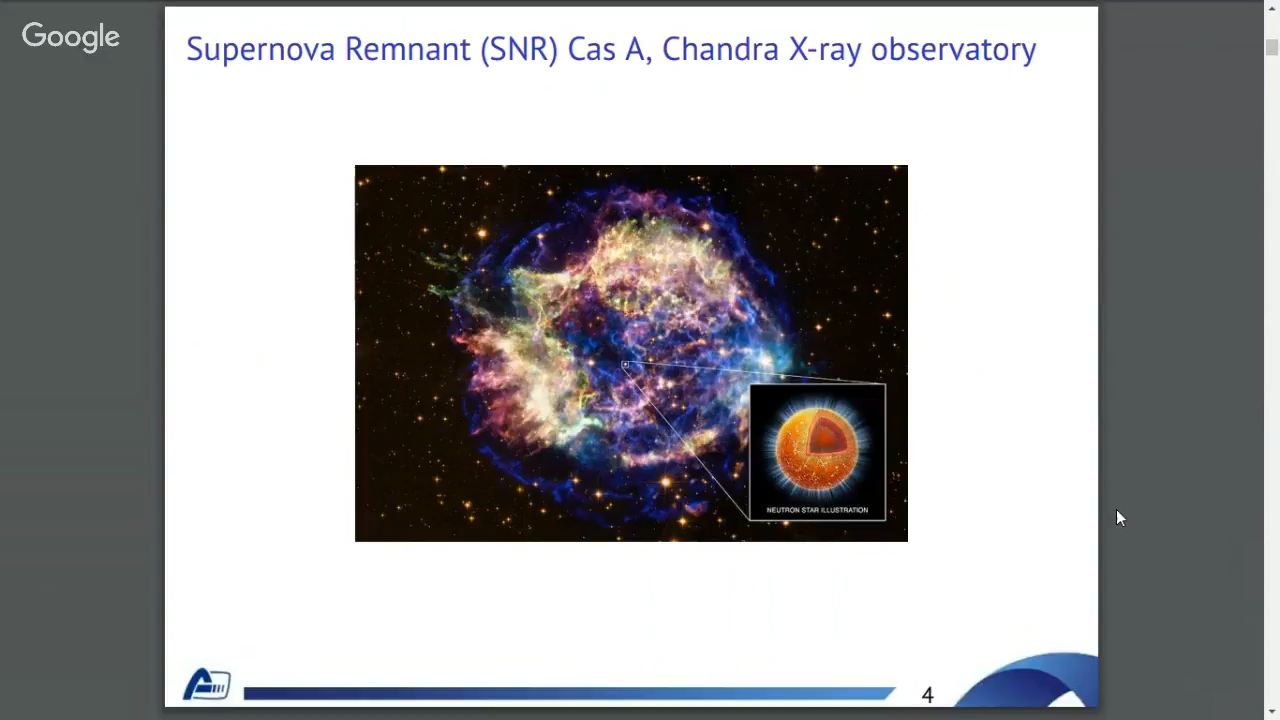 Google
Supernova Remnant (SNR) Cas A, Chandra X-ray observatory
NEUTRON STAR ILLUSTRATION
4